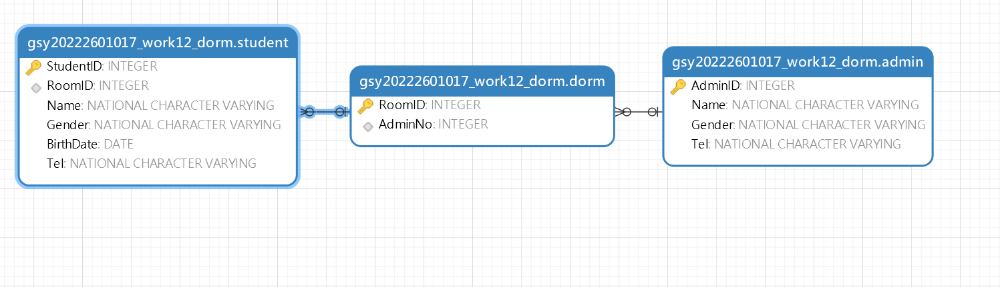 gsy20222601017_work12_dorm.student
StudentID: INTEGER
RoomID: INTEGER
Name: NATIONAL CHARACTER VARYING
Gender: NATIONAL CHARACTER VARYING
BirthDate: DATE
Tel: NATIONAL CHARACTER VARYING
gsy20222601017_work12_dorm.dorm
RoomID: INTEGER
AdminNo: INTEGER
gsy20222601017_work12_dorm.admin
AdminID: INTEGER
Name: NATIONAL CHARACTER VARYING
Gender: NATIONAL CHARACTER VARYING
Tel: NATIONAL CHARACTER VARYING